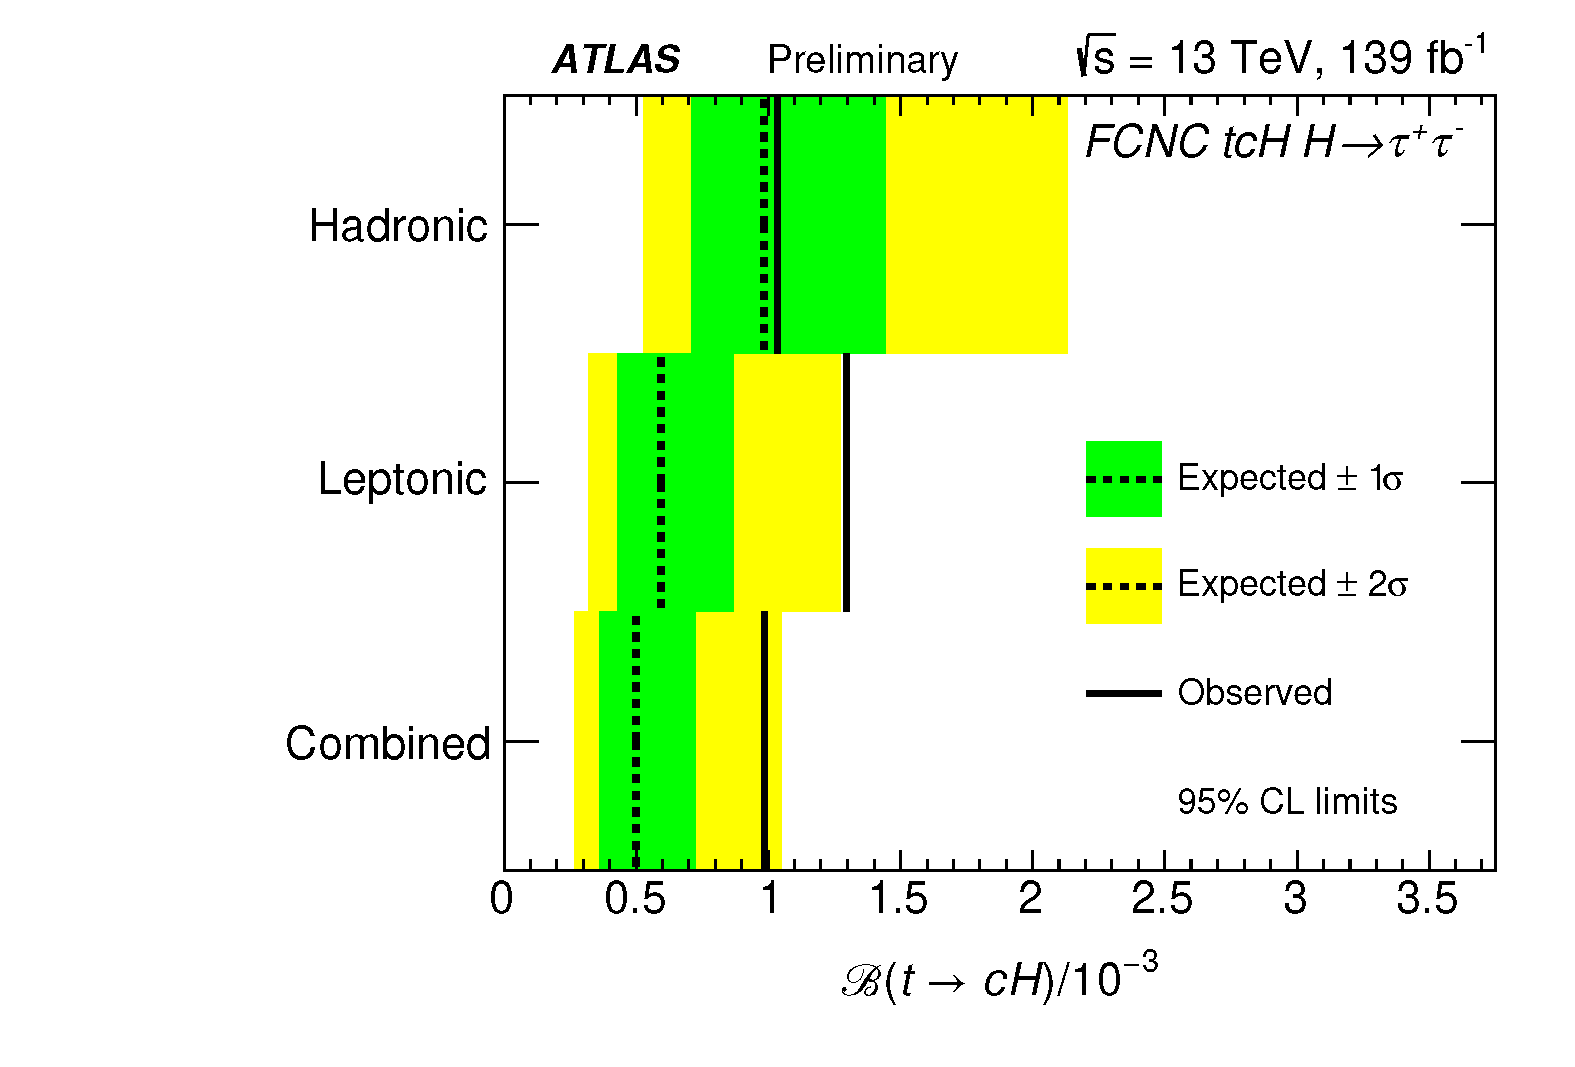 ATLAS Preliminary √s = 13 TeV, 139 fb⁻¹
FCNC tcH H→τ⁺τ⁻
Hadronic
Leptonic
Combined
Expected ± 1σ
Expected ± 2σ
Observed
95% CL limits
0 0.5 1 1.5 2 2.5 3 3.5
ℬ(t → cH)/10⁻³